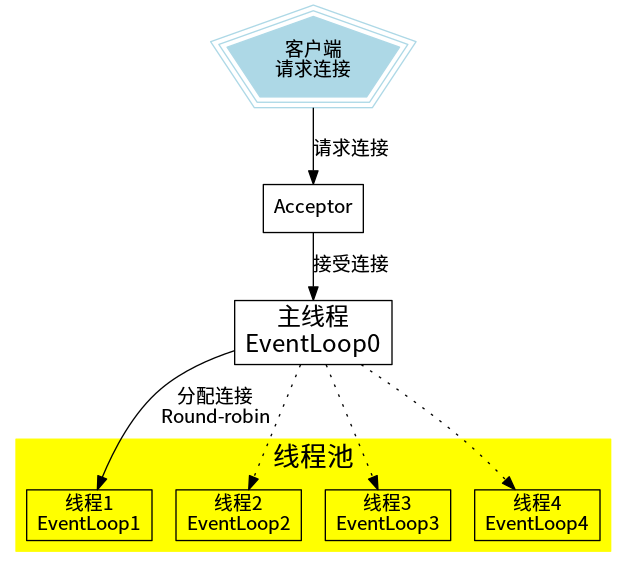 客户端
请求连接
请求连接
Acceptor
接受连接
主线程
EventLoop0
分配连接
Round-robin
线程池
线程1
EventLoop1
线程2
EventLoop2
线程3
EventLoop3
线程4
EventLoop4